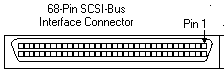 68-Pin SCSI-Bus
Interface Connector
Pin 1